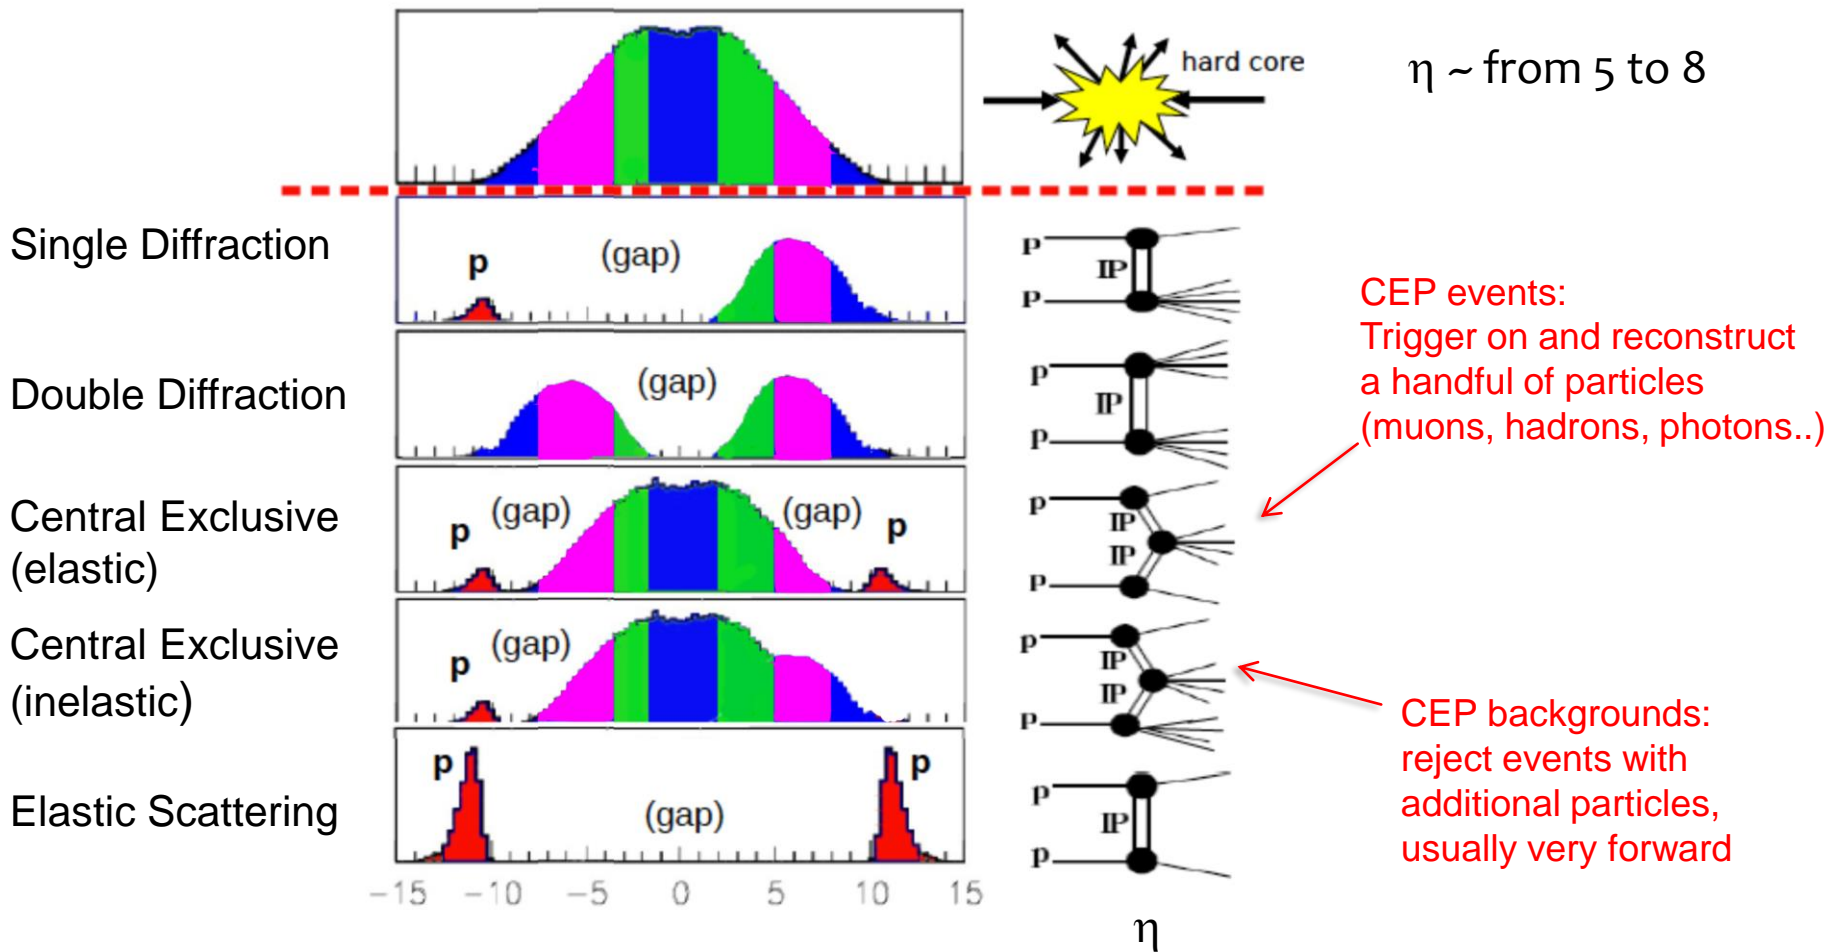 hard core
η ~ from 5 to 8
Single Diffraction
p
(gap)
p
IP
p
CEP events:
Trigger on and reconstruct
a handful of particles
(muons, hadrons, photons..)
Double Diffraction
(gap)
p
IP
p
Central Exclusive
(elastic)
p
(gap)
(gap)
p
p
IP
IP
p
Central Exclusive
(inelastic)
p
(gap)
p
IP
IP
p
CEP backgrounds:
reject events with
additional particles,
usually very forward
Elastic Scattering
p
(gap)
p
p
IP
p
−15 −10 −5 0 5 10 15
η